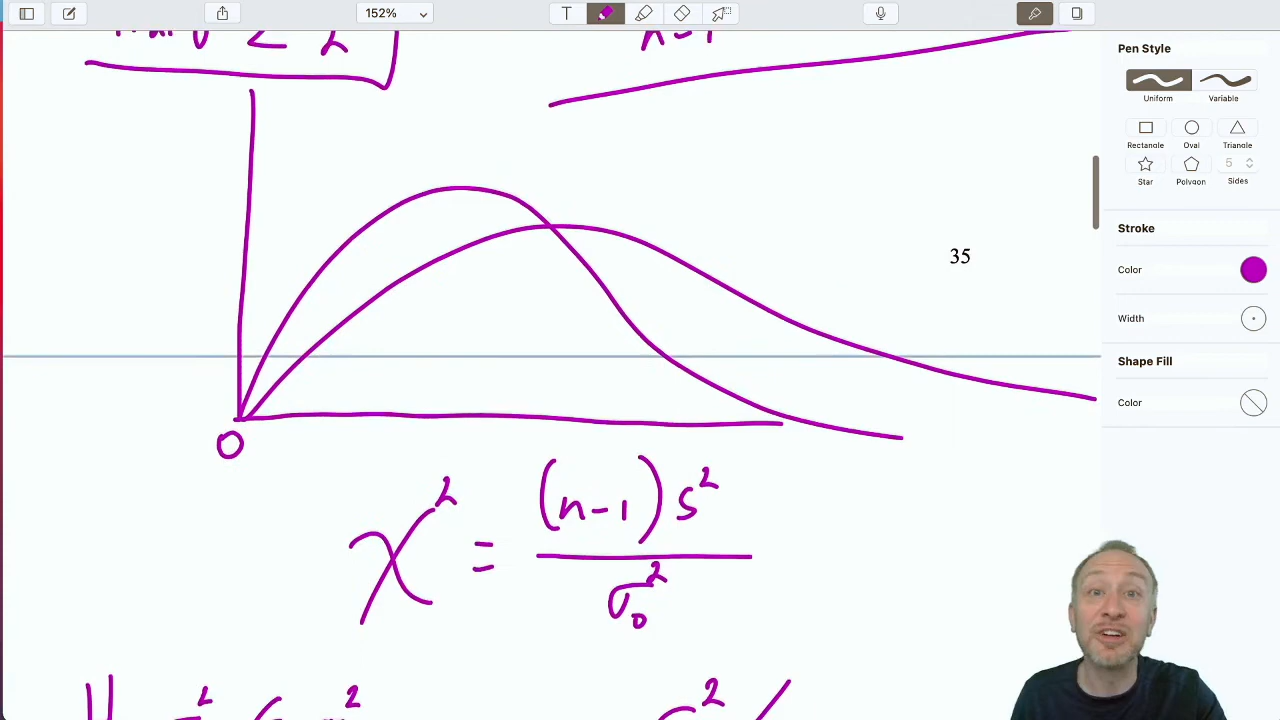 152%
Pen Style
Uniform Variable
Rectangle Oval Triangle
5
Star Polygon Sides
Stroke
Color
Width
Shape Fill
Color
35
0
χ² = (n-1)s² / σ₀²